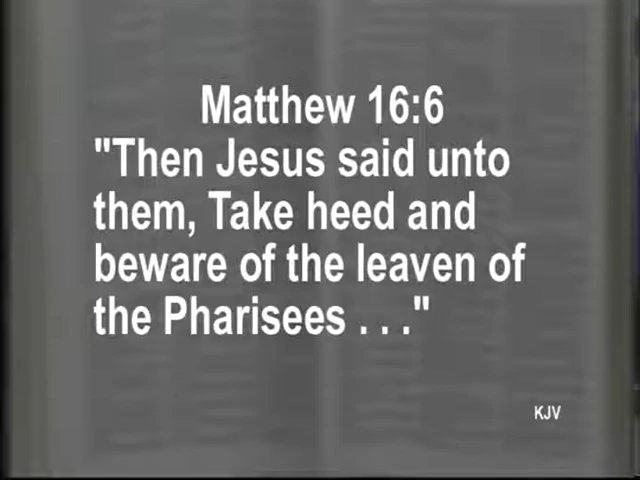 Matthew 16:6
"Then Jesus said unto
them, Take heed and
beware of the leaven of
the Pharisees . . ."
KJV